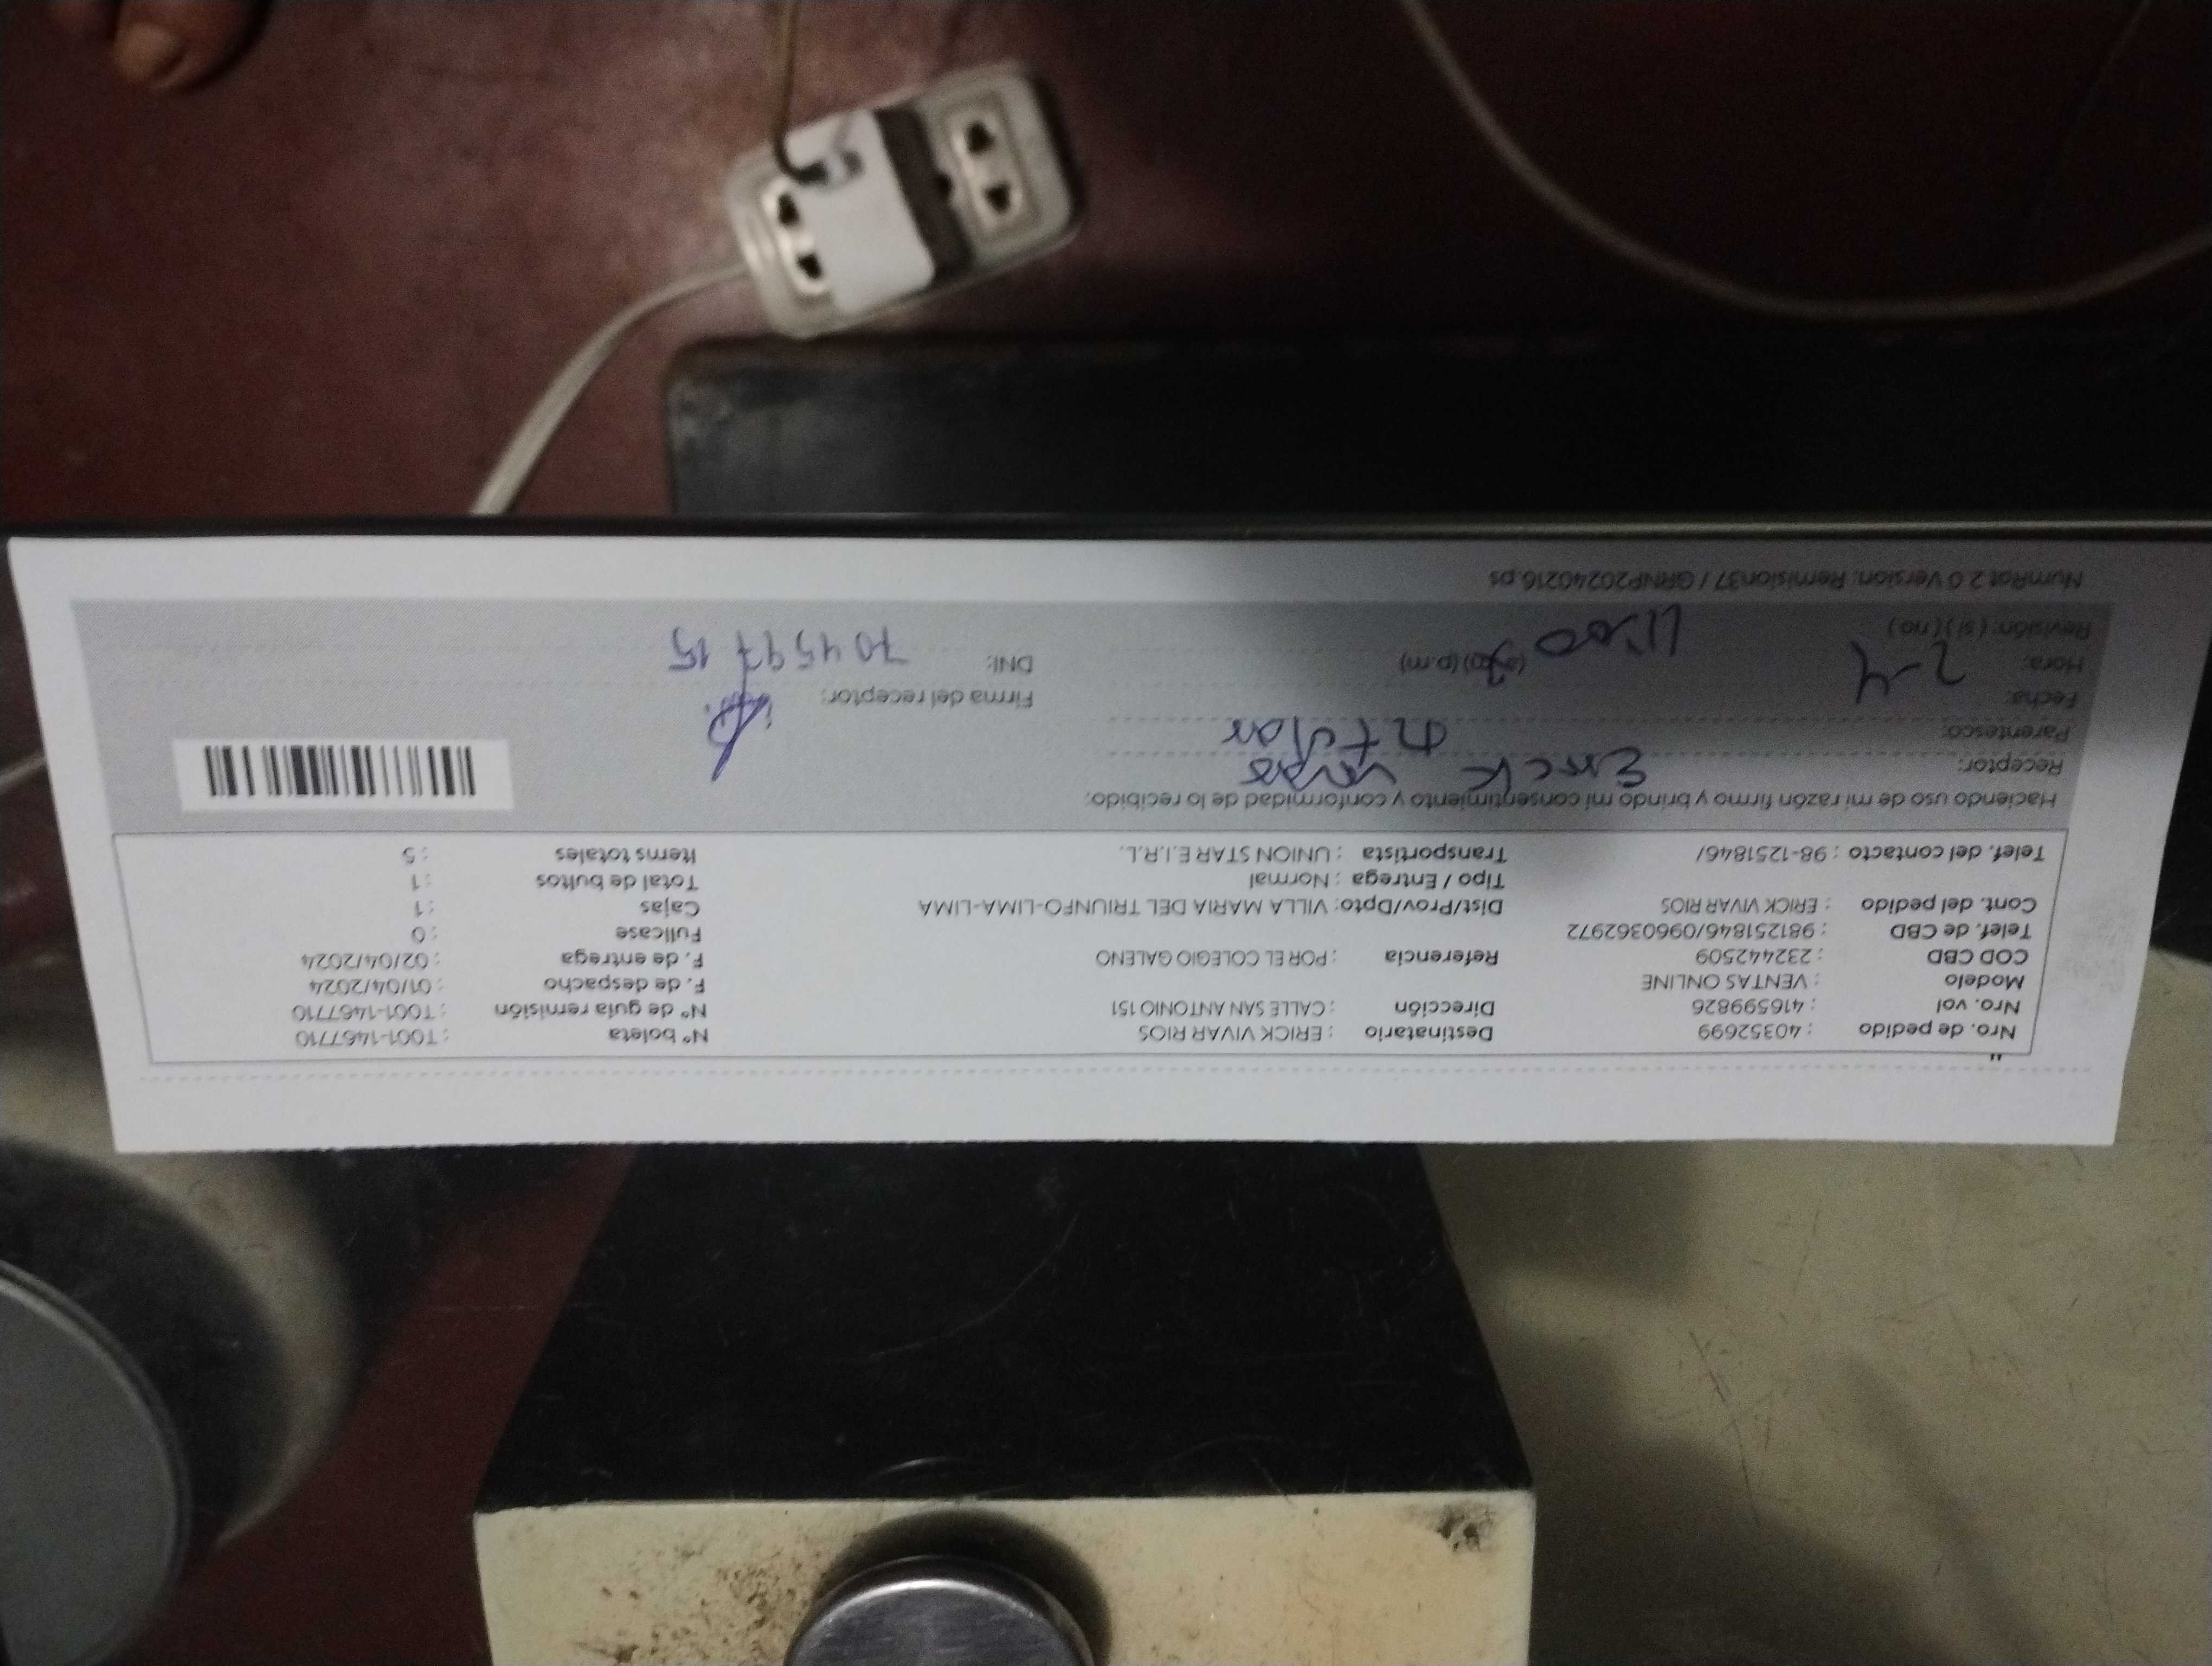 Nro. de pedido : 40352699 Destinatario : ERICK VIVAR RIOS N° boleta : T001-1467710
Nro. vol : 416599826 Dirección : CALLE SAN ANTONIO 151 N° de guía remisión : T001-1467710
Modelo : VENTAS ONLINE F. de despacho : 01/04/2024
COD CBD : 232442509 Referencia : POR EL COLEGIO GALENO F. de entrega : 02/04/2024
Telef. de CBD : 981251846/0960362972 Fullcase : 0
Cont. del pedido : ERICK VIVAR RIOS Dist/Prov/Dpto: VILLA MARIA DEL TRIUNFO-LIMA-LIMA Cajas : 1
Tipo / Entrega : Normal Total de bultos : 1
Telef. del contacto : 98-1251846/ Transportista : UNION STAR E.I.R.L. Items totales : 5
Haciendo uso de mi razón firmo y brindo mi consentimiento y conformidad de lo recibido:
Receptor: Erick
Parentesco: titular
Fecha: 2-4 Firma del receptor:
Hora: 11:00 (a.m) (p.m) DNI: 70459715
Revisión: ( si ) ( no )
NumRot 2.0 Version: Remision37 / GRNP20240216.ps